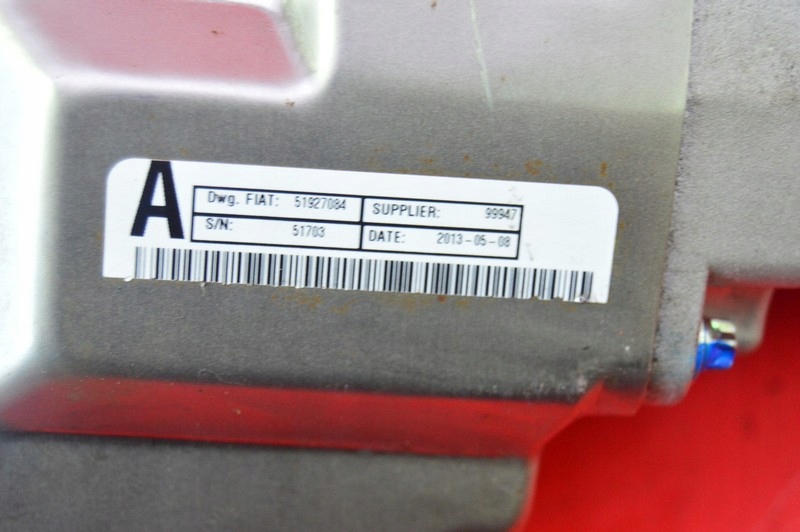 A
Dwg. FIAT: 51927084
SUPPLIER: 99947
S/N: 51703
DATE: 2013-05-08